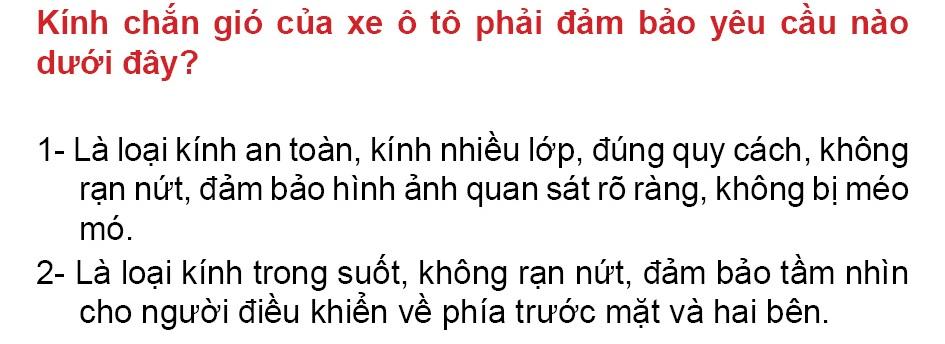 Kính chắn gió của xe ô tô phải đảm bảo yêu cầu nào
dưới đây?
1- Là loại kính an toàn, kính nhiều lớp, đúng quy cách, không
rạn nứt, đảm bảo hình ảnh quan sát rõ ràng, không bị méo
mó.
2- Là loại kính trong suốt, không rạn nứt, đảm bảo tầm nhìn
cho người điều khiển về phía trước mặt và hai bên.